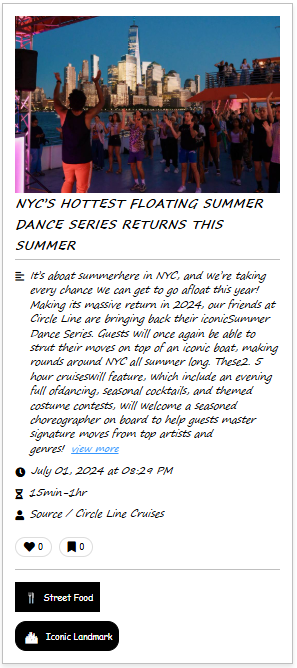 NYC'S HOTTEST FLOATING SUMMER
DANCE SERIES RETURNS THIS
SUMMER
It's aboat summerhere in NYC, and we're taking
every chance we can get to go afloat this year!
Making its massive return in 2024, our friends at
Circle Line are bringing back their iconicSummer
Dance Series. Guests will once again be able to
strut their moves on top of an iconic boat, making
rounds around NYC all summer long. These2. 5
hour cruiseswill feature, which include an evening
full ofdancing, seasonal cocktails, and themed
costume contests, will welcome a seasoned
choreographer on board to help guests master
signature moves from top artists and
genres! view more
July 01, 2024 at 08:29 PM
15min-1hr
Source / Circle Line Cruises
0 0
Street Food
Iconic Landmark